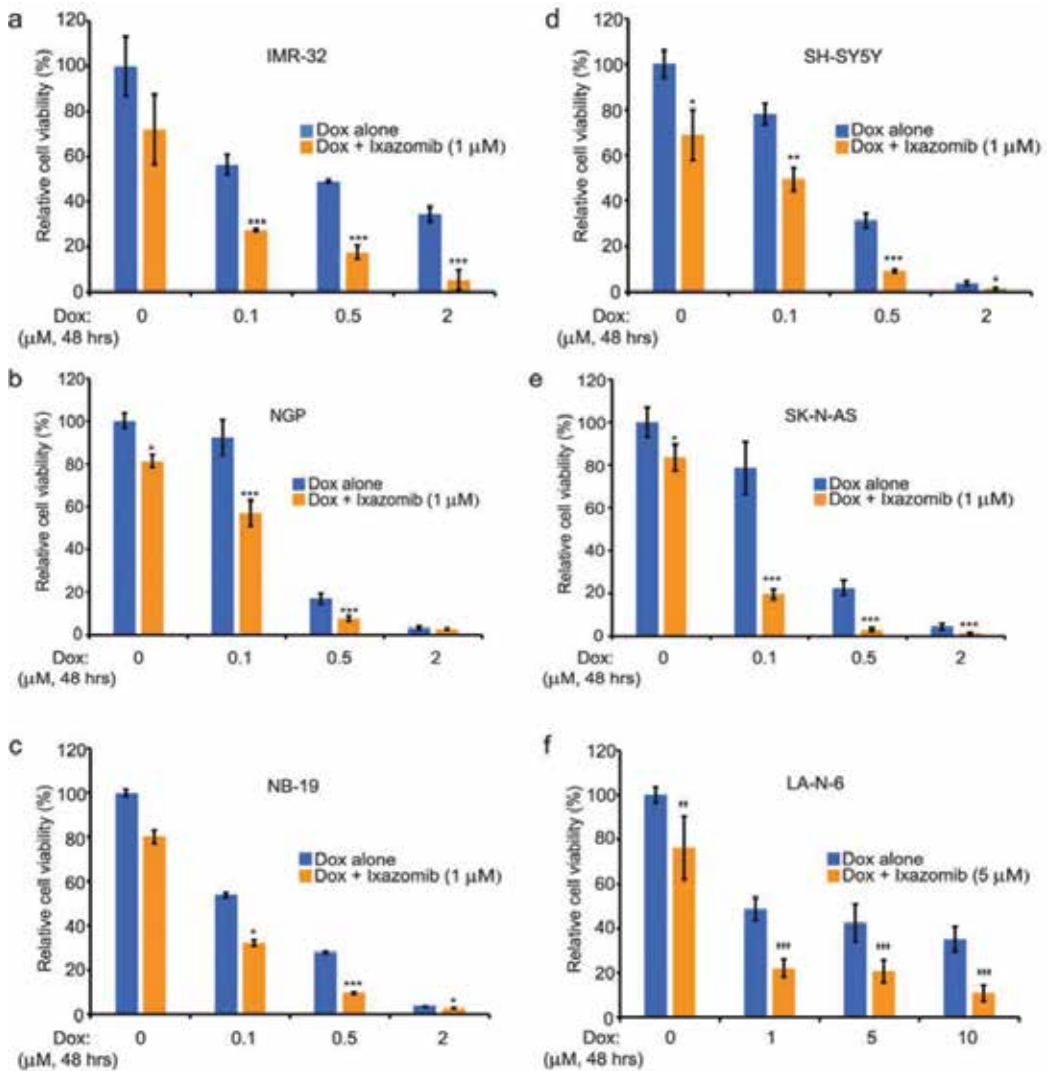 a
120
100
80
60
40
20
0
Relative cell viability (%)
IMR-32
Dox alone
Dox + Ixazomib (1 μM)
***
***
***
Dox: 0 0.1 0.5 2
(μM, 48 hrs)
d
120
100
80
60
40
20
0
Relative cell viability (%)
SH-SY5Y
Dox alone
Dox + Ixazomib (1 μM)
*
**
***
*
Dox: 0 0.1 0.5 2
(μM, 48 hrs)
b
120
100
80
60
40
20
0
Relative cell viability (%)
NGP
Dox alone
Dox + Ixazomib (1 μM)
*
***
***
Dox: 0 0.1 0.5 2
(μM, 48 hrs)
e
120
100
80
60
40
20
0
Relative cell viability (%)
SK-N-AS
Dox alone
Dox + Ixazomib (1 μM)
*
***
***
***
Dox: 0 0.1 0.5 2
(μM, 48 hrs)
c
120
100
80
60
40
20
0
Relative cell viability (%)
NB-19
Dox alone
Dox + Ixazomib (1 μM)
*
***
*
Dox: 0 0.1 0.5 2
(μM, 48 hrs)
f
120
100
80
60
40
20
0
Relative cell viability (%)
LA-N-6
Dox alone
Dox + Ixazomib (5 μM)
Dox: 0 1 5 10
(μM, 48 hrs)